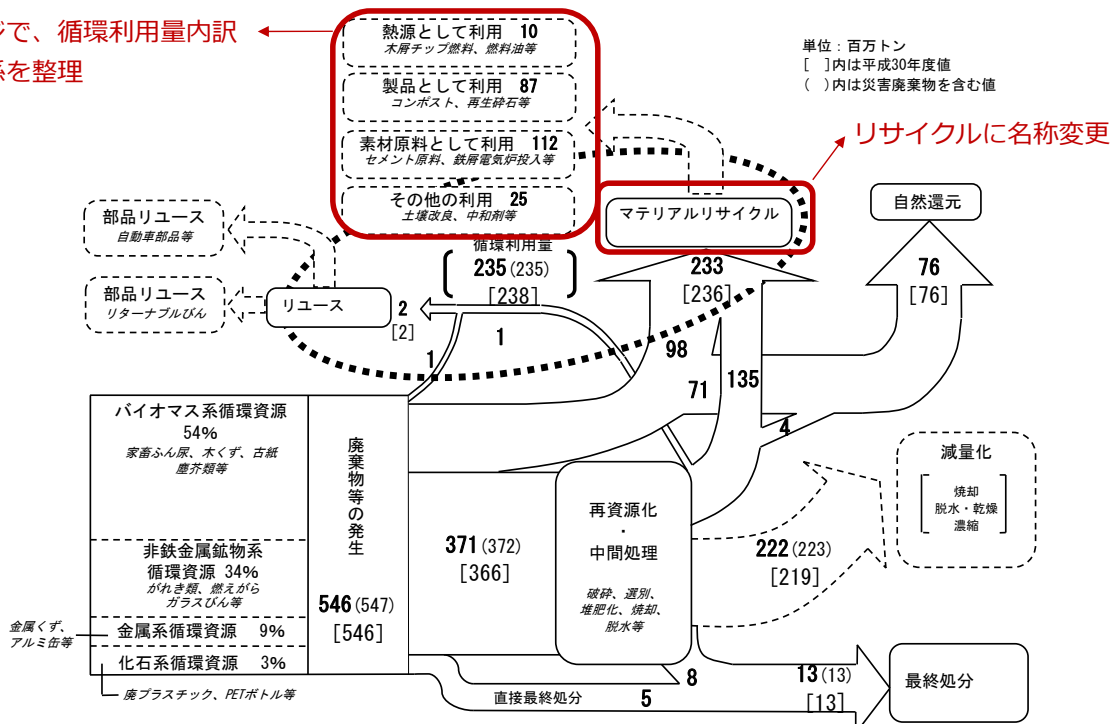 ジで、循環利用量内訳
係を整理
熱源として利用 10
木屑チップ燃料、燃料油等
製品として利用 87
コンポスト、再生砕石等
素材原料として利用 112
セメント原料、鉄屑電気炉投入等
その他の利用 25
土壌改良、中和剤等
単位：百万トン
[ ]内は平成30年度値
( )内は災害廃棄物を含む値
リサイクルに名称変更
マテリアルリサイクル
自然還元
部品リユース
自動車部品等
部品リユース
リターナブルびん
リユース
2
[2]
循環利用量
235(235)
[238]
233
[236]
76
[76]
1
1
98
71
135
4
バイオマス系循環資源
54%
家畜ふん尿、木くず、古紙
塵芥類等
非鉄金属鉱物系
循環資源 34%
がれき類、燃えがら
ガラスびん等
金属くず、
アルミ缶等
金属系循環資源 9%
化石系循環資源 3%
廃プラスチック、PETボトル等
廃棄物等の発生
546(547)
[546]
371(372)
[366]
再資源化
・
中間処理
破砕、選別、
堆肥化、焼却、
脱水等
減量化
焼却
脱水・乾燥
濃縮
222(223)
[219]
直接最終処分
5
8
13(13)
[13]
最終処分